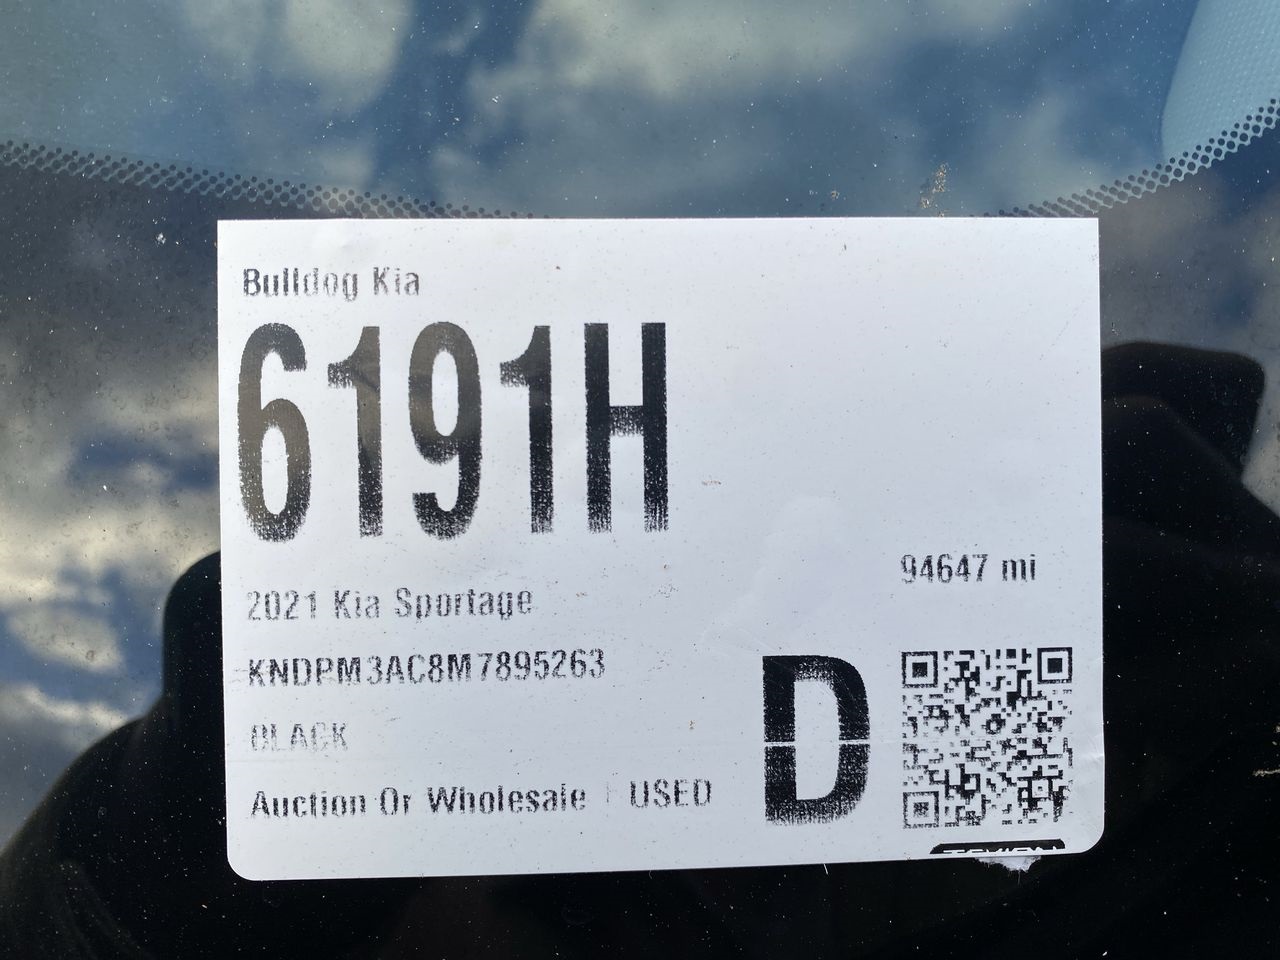 Bulldog Kia
6191H
94647 mi
2021 Kia Sportage
KNDPM3AC8M7895263
BLACK
Auction Or Wholesale | USED
D